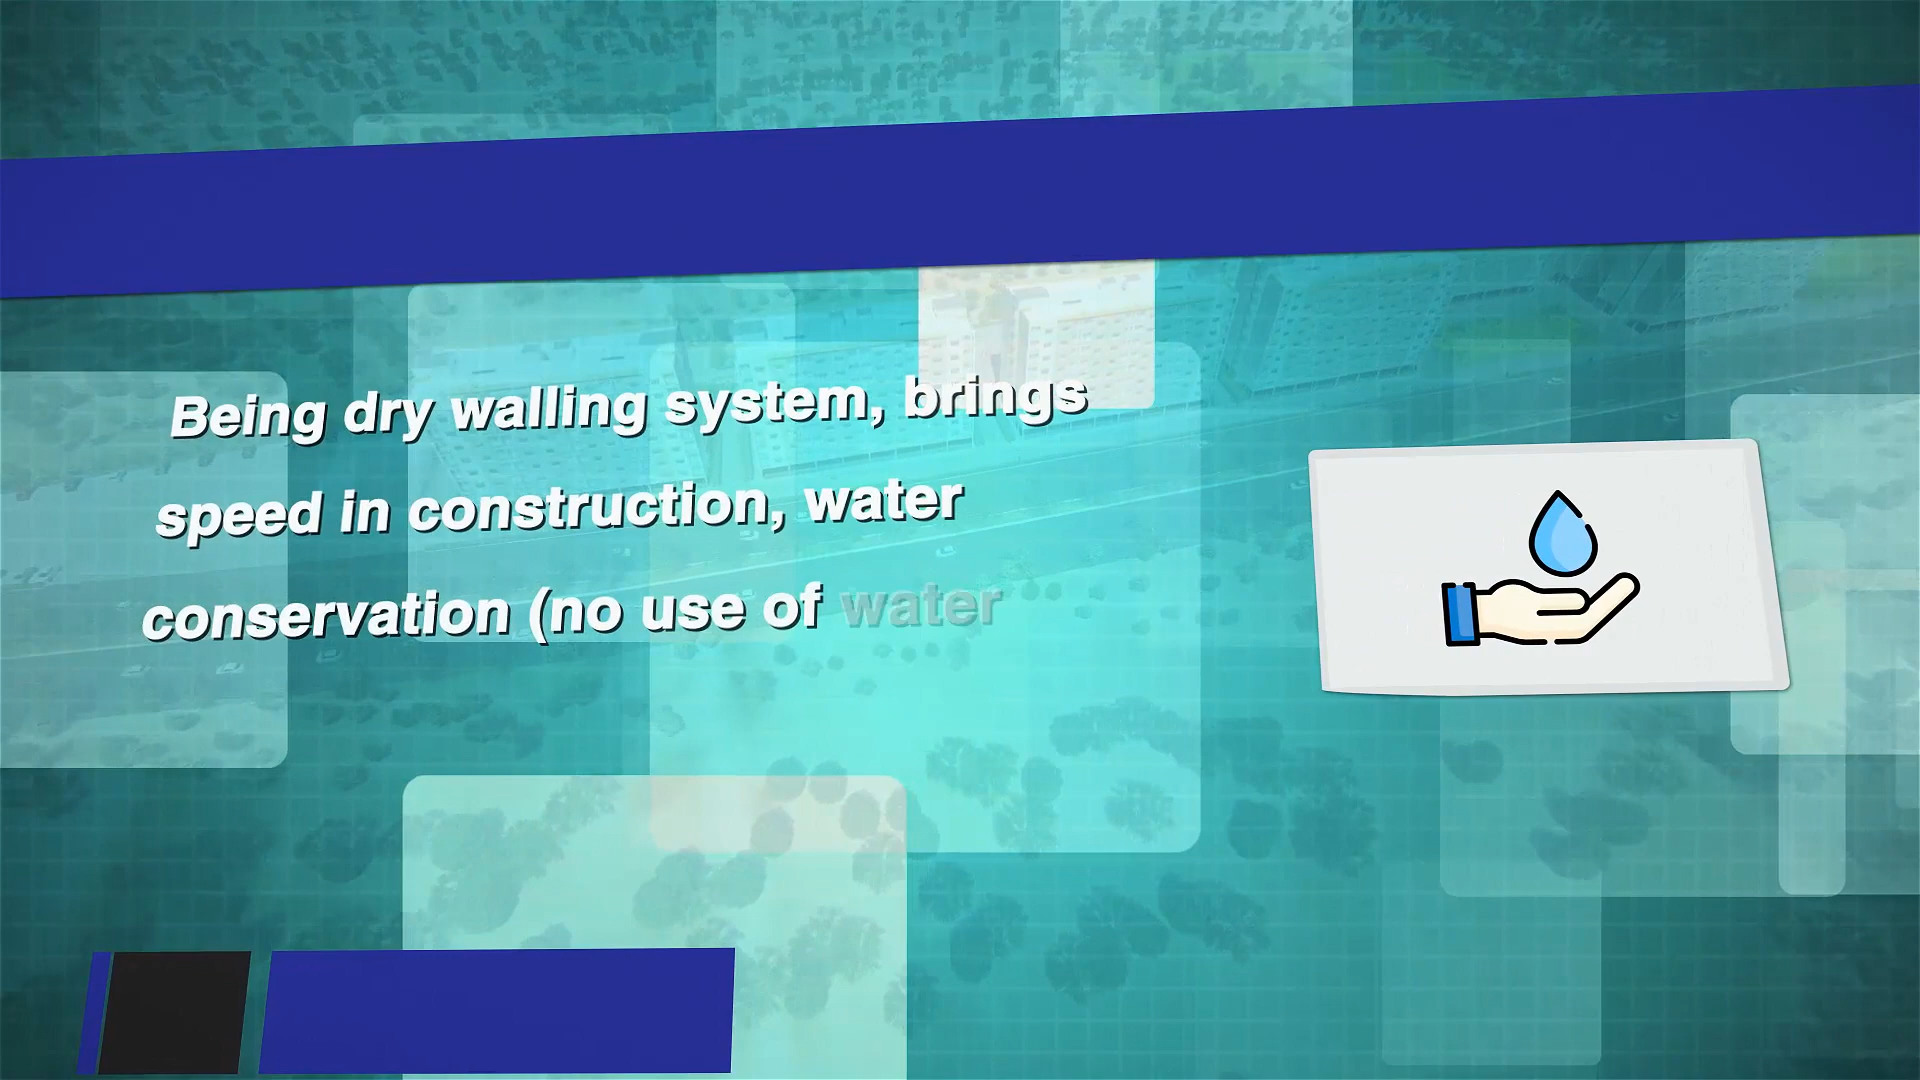 Being dry walling system, brings
speed in construction, water
conservation (no use of water